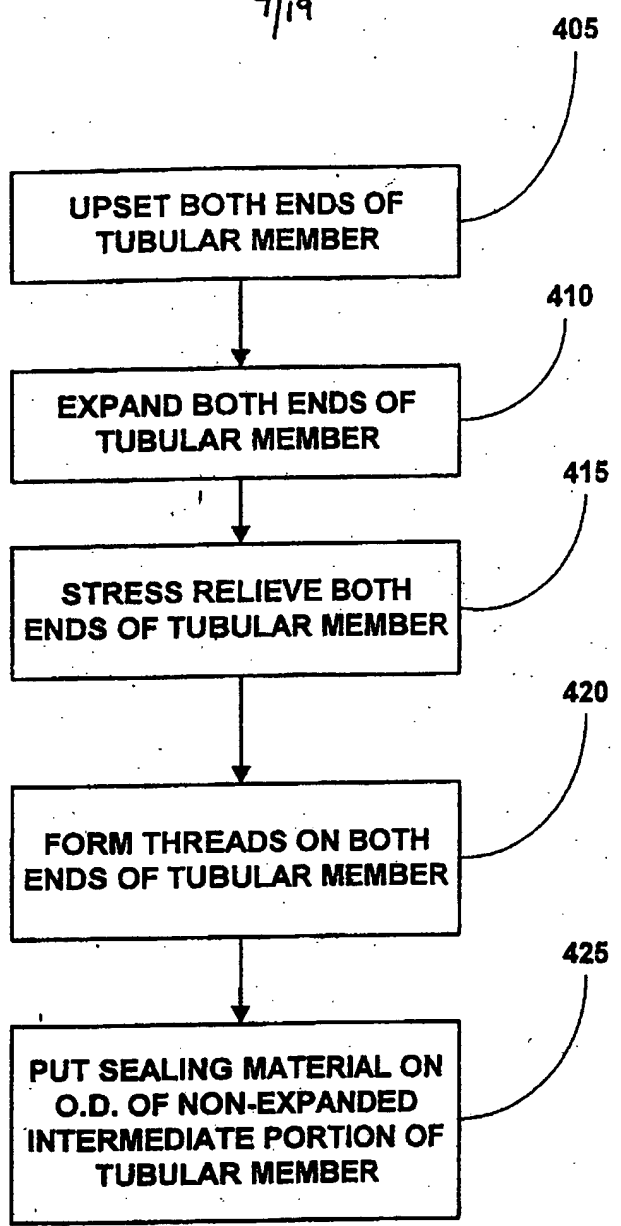 7/19
405
UPSET BOTH ENDS OF
TUBULAR MEMBER
410
EXPAND BOTH ENDS OF
TUBULAR MEMBER
415
STRESS RELIEVE BOTH
ENDS OF TUBULAR MEMBER
420
FORM THREADS ON BOTH
ENDS OF TUBULAR MEMBER
425
PUT SEALING MATERIAL ON
O.D. OF NON-EXPANDED
INTERMEDIATE PORTION OF
TUBULAR MEMBER